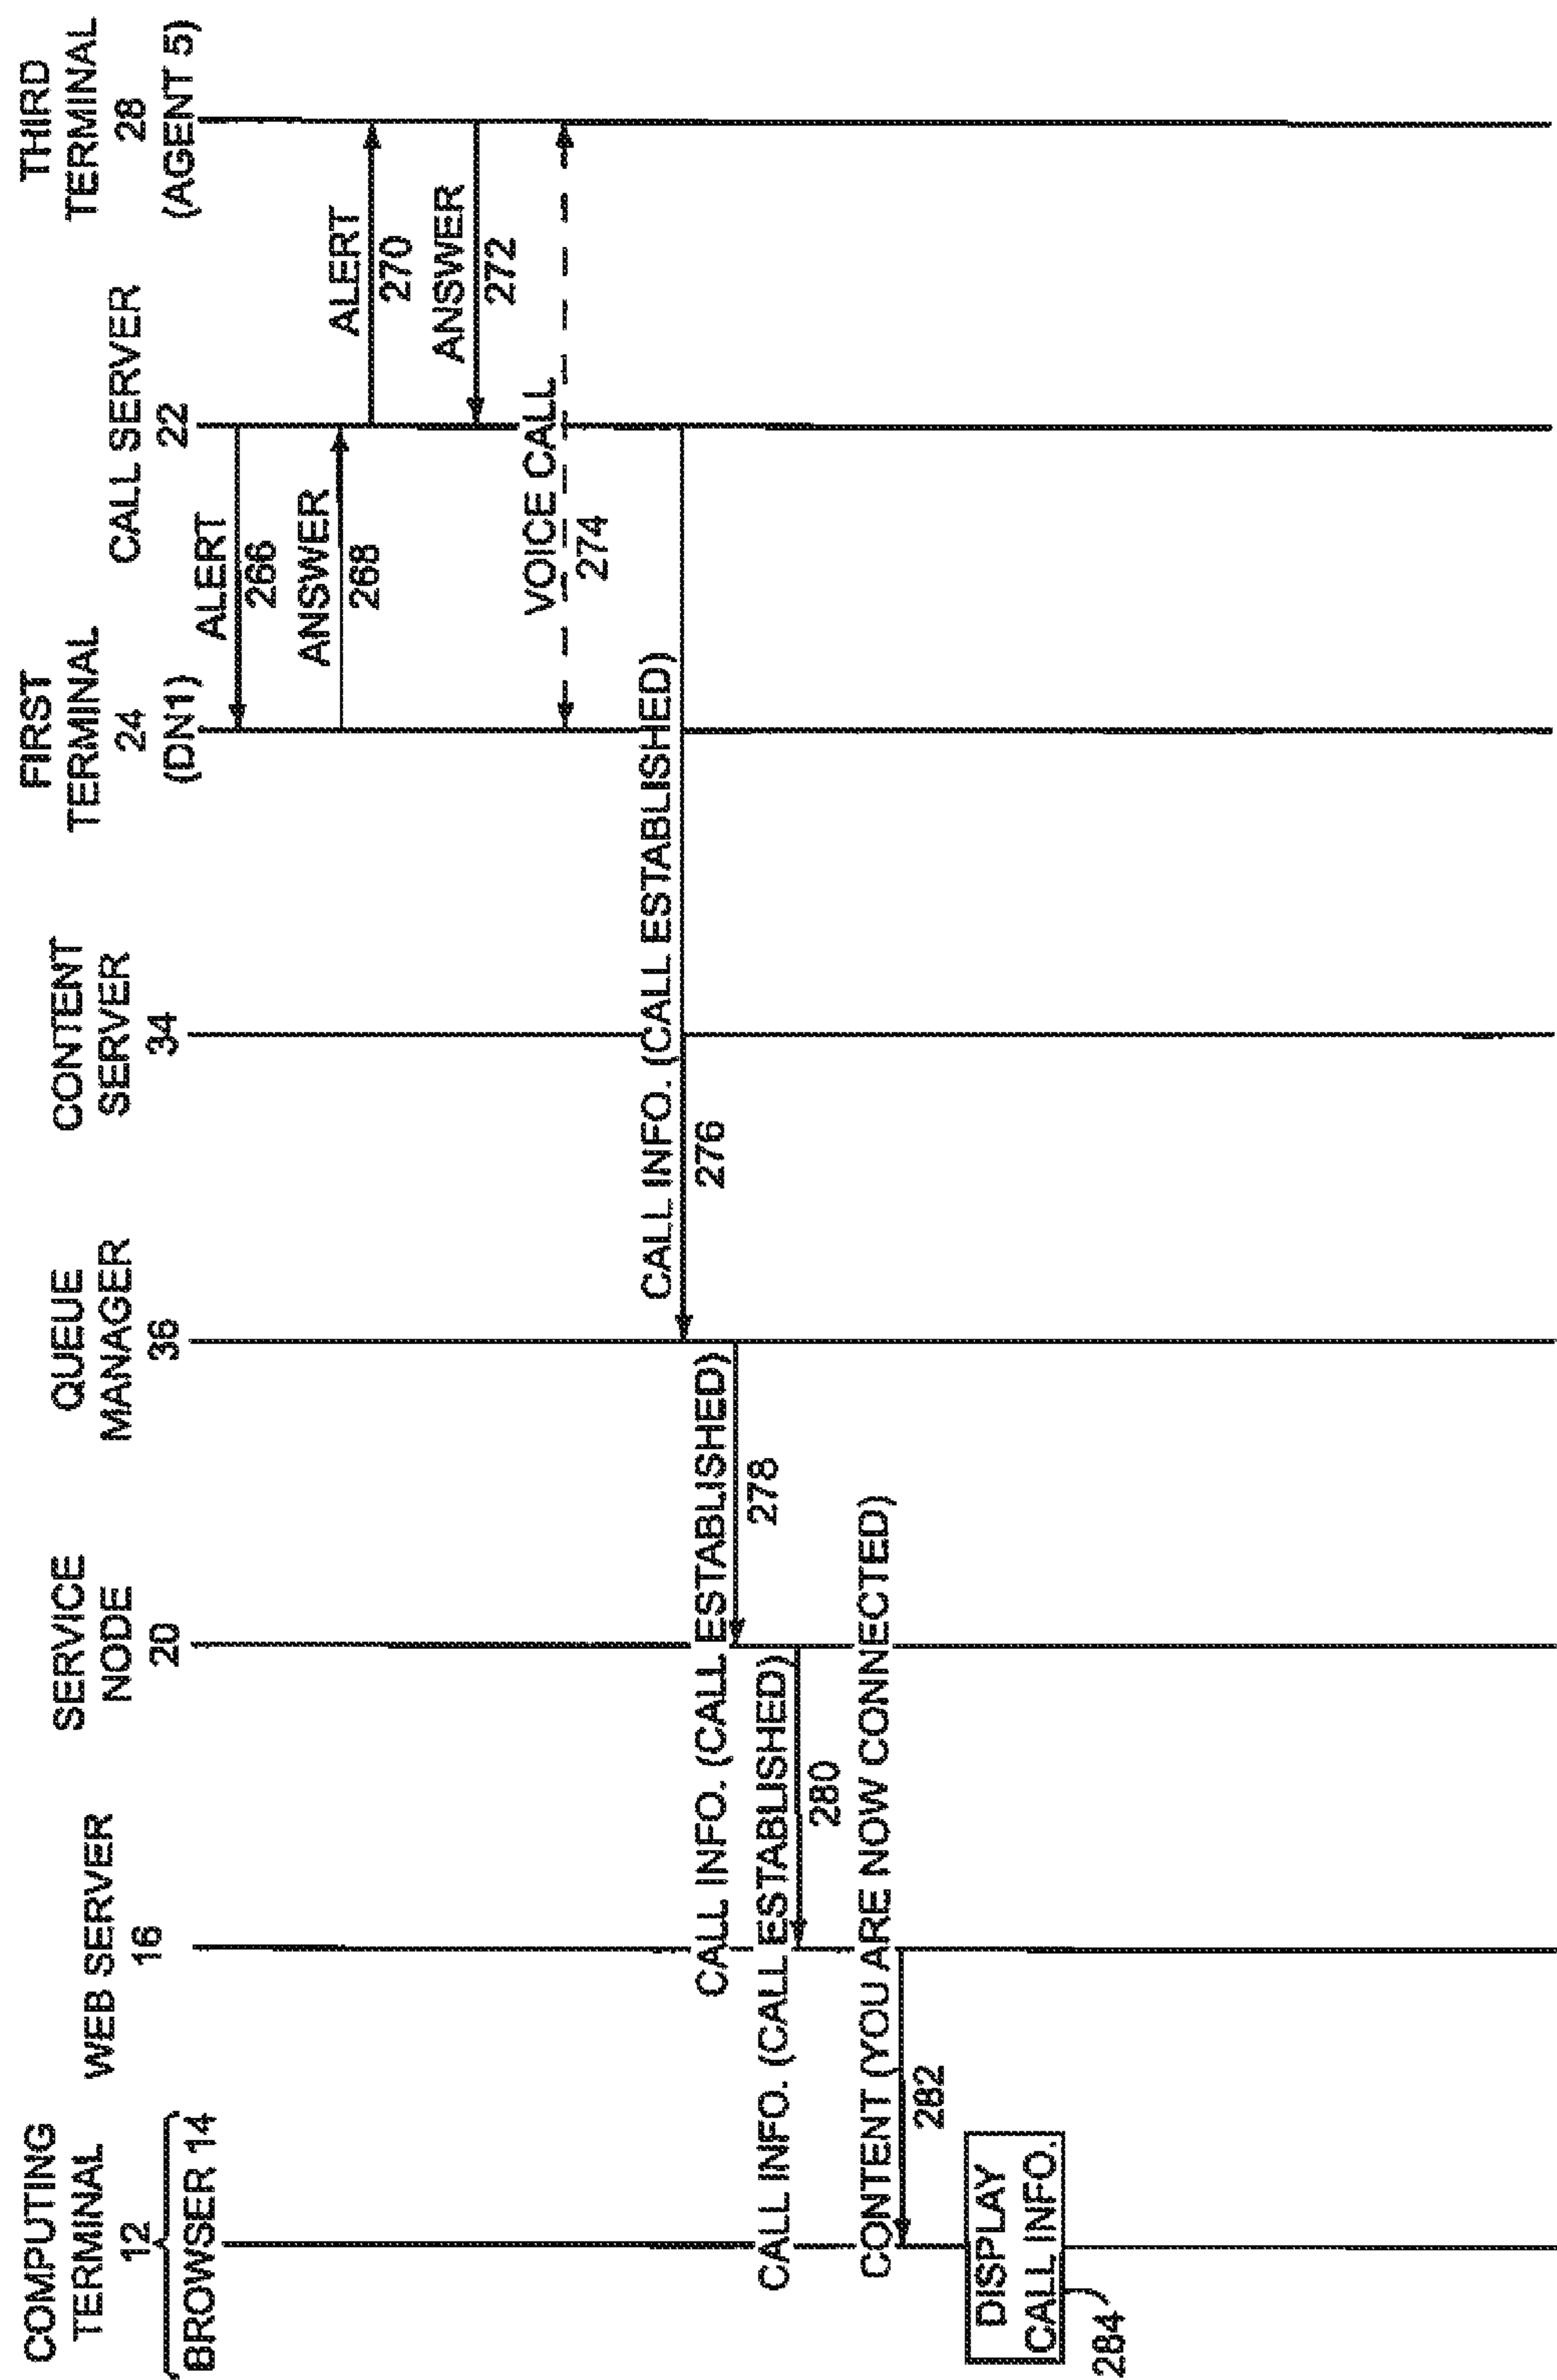 COMPUTING
TERMINAL
12
BROWSER 14
WEB SERVER
16
SERVICE
NODE
20
QUEUE
MANAGER
36
CONTENT
SERVER
34
FIRST
TERMINAL
24
(DN1)
CALL SERVER
22
THIRD
TERMINAL
28
(AGENT 5)
ALERT
266
ANSWER
268
ALERT
270
ANSWER
272
VOICE CALL
274
CALL INFO. (CALL ESTABLISHED)
276
CALL INFO. (CALL ESTABLISHED)
278
CALL INFO. (CALL ESTABLISHED)
280
CONTENT (YOU ARE NOW CONNECTED)
282
DISPLAY
CALL INFO.
284